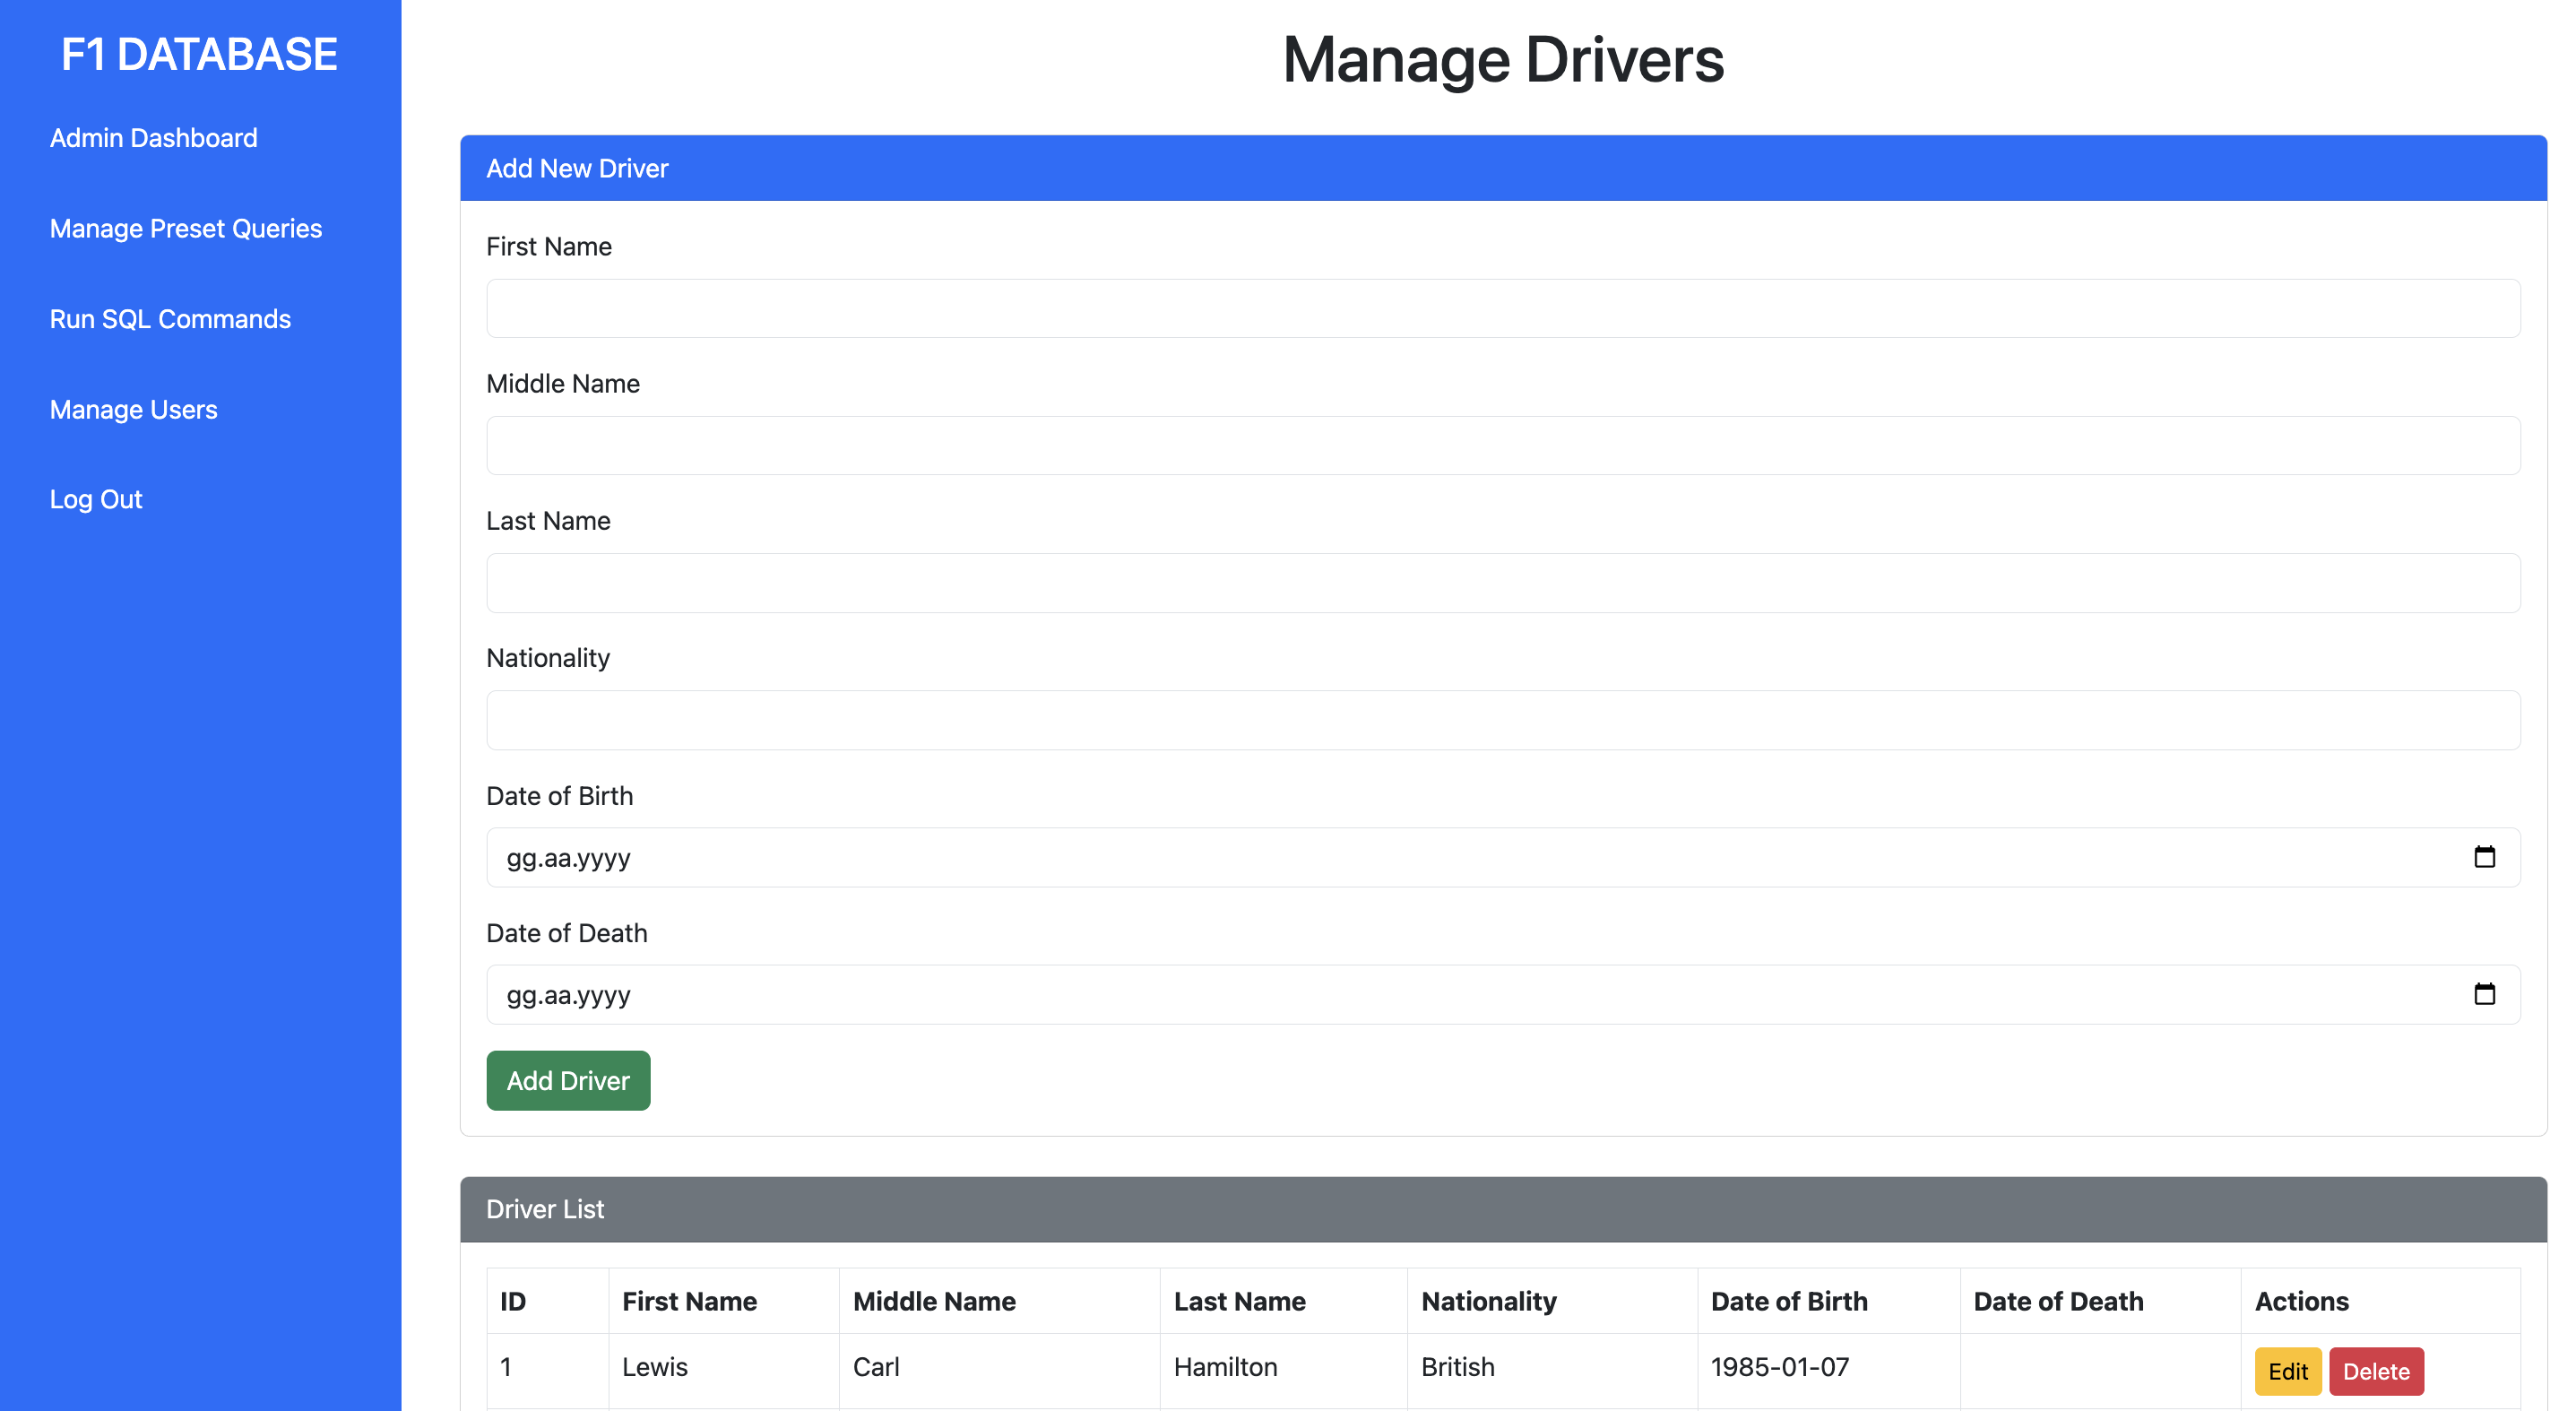 F1 DATABASE
Admin Dashboard
Manage Preset Queries
Run SQL Commands
Manage Users
Log Out
Manage Drivers
Add New Driver
First Name
Middle Name
Last Name
Nationality
Date of Birth
gg.aa.yyyy
Date of Death
gg.aa.yyyy
Add Driver
Driver List
ID First Name Middle Name Last Name Nationality Date of Birth Date of Death Actions
1 Lewis Carl Hamilton British 1985-01-07 Edit Delete